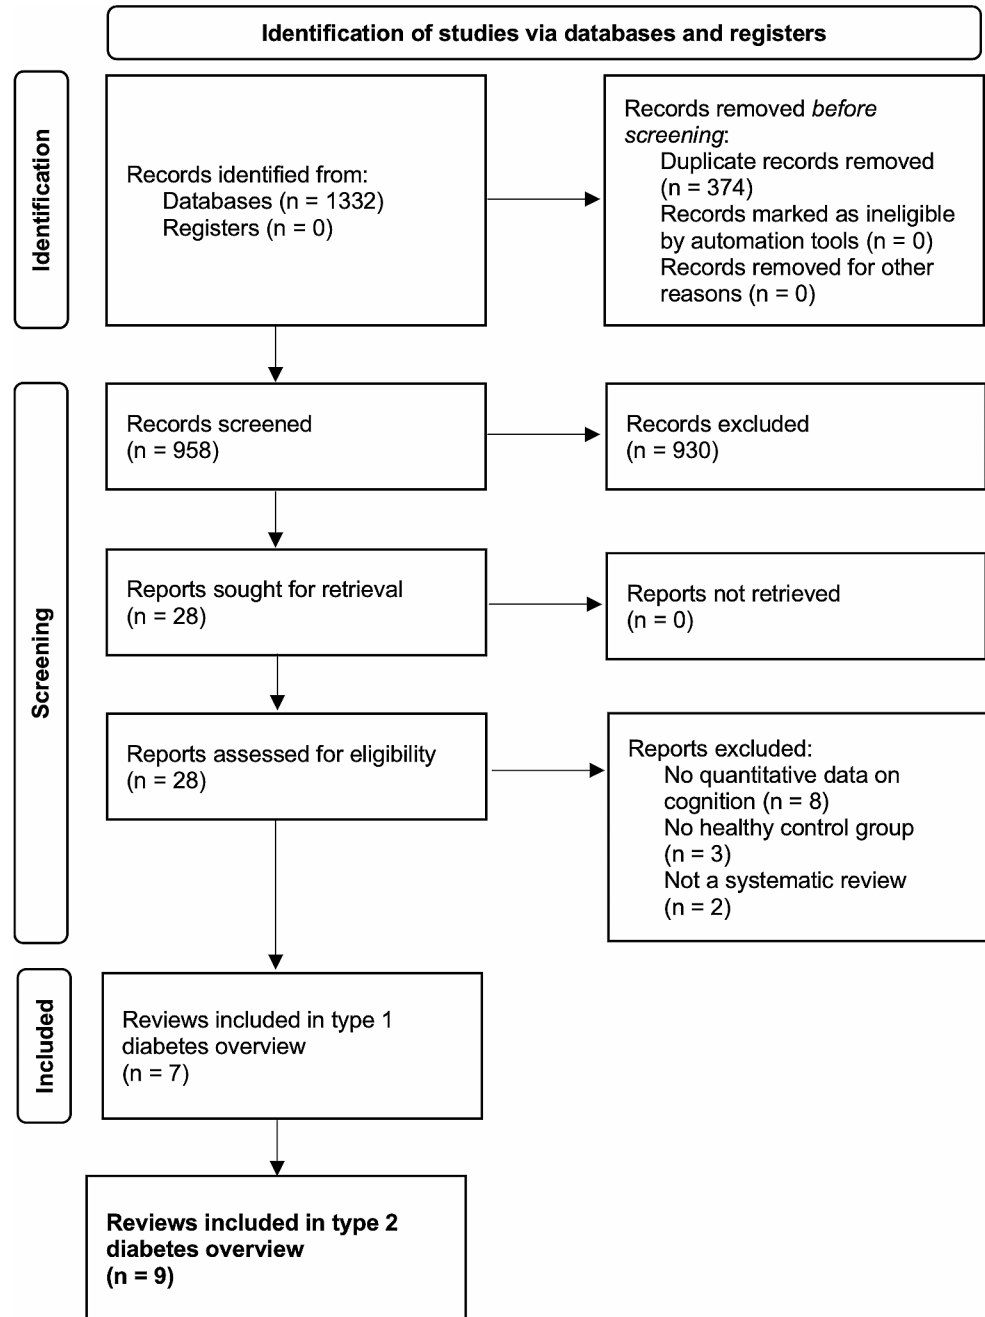 Identification of studies via databases and registers
Identification
Records identified from:
Databases (n = 1332)
Registers (n = 0)
Records removed before
screening:
Duplicate records removed
(n = 374)
Records marked as ineligible
by automation tools (n = 0)
Records removed for other
reasons (n = 0)
Screening
Records screened
(n = 958)
Records excluded
(n = 930)
Reports sought for retrieval
(n = 28)
Reports not retrieved
(n = 0)
Reports assessed for eligibility
(n = 28)
Reports excluded:
No quantitative data on
cognition (n = 8)
No healthy control group
(n = 3)
Not a systematic review
(n = 2)
Included
Reviews included in type 1
diabetes overview
(n = 7)
Reviews included in type 2
diabetes overview
(n = 9)